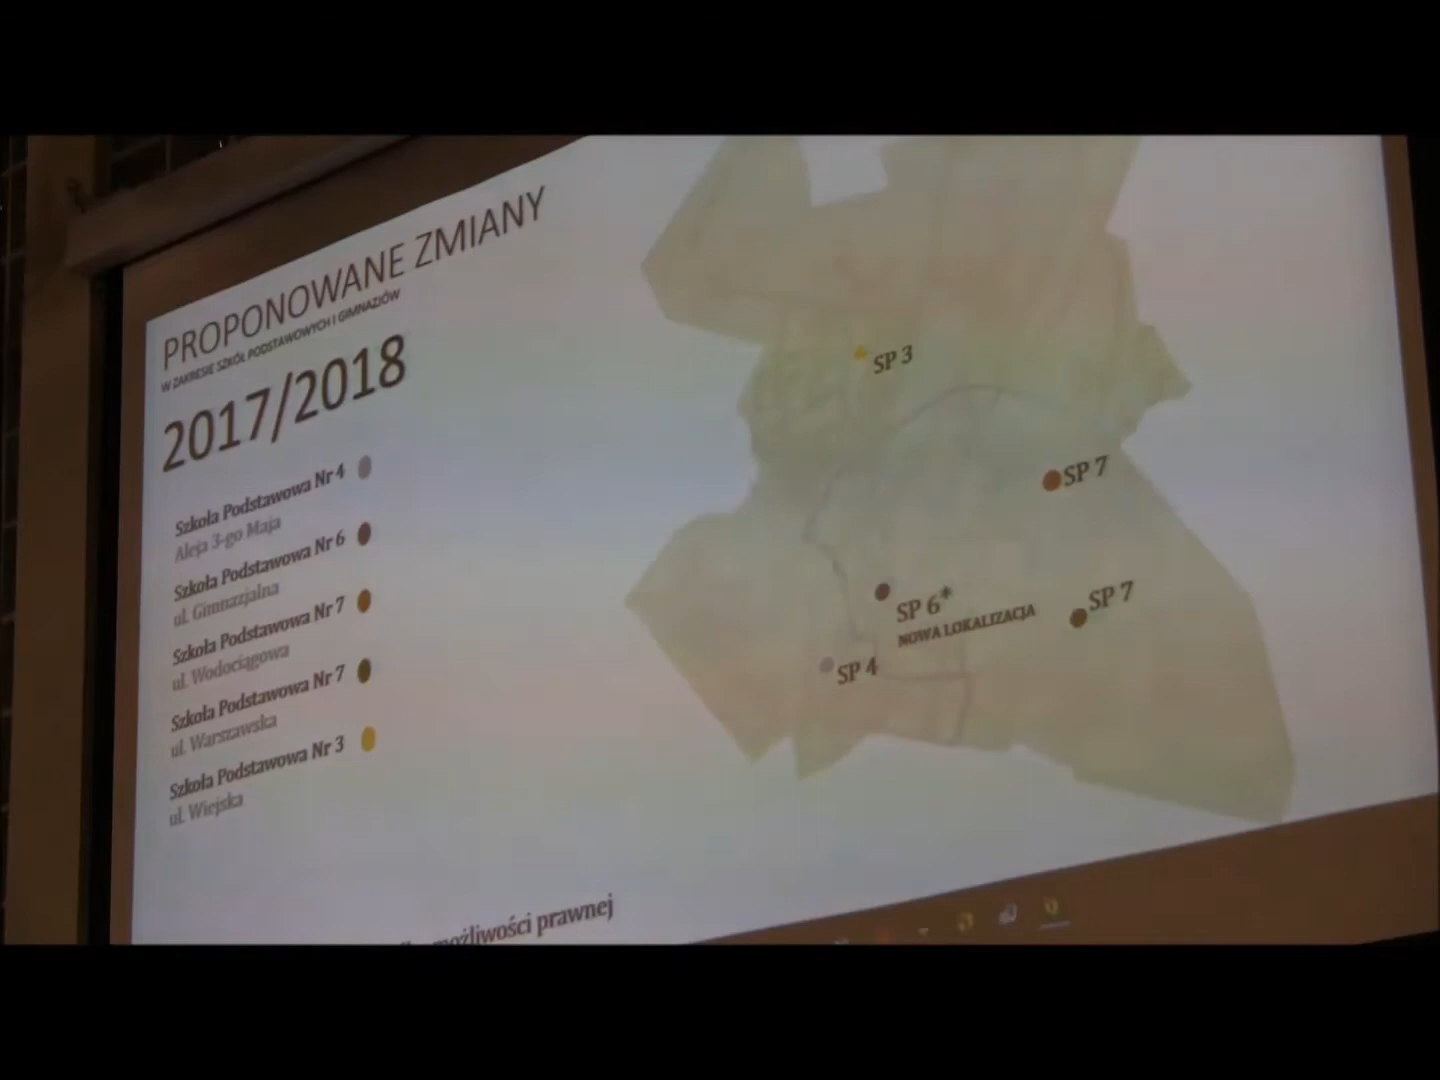 PROPONOWANE ZMIANY
W ZAKRESIE SZKÓŁ PODSTAWOWYCH I GIMNAZJÓW
2017/2018
Szkoła Podstawowa Nr 4
Aleja 3-go Maja
Szkoła Podstawowa Nr 6
ul. Gimnazjalna
Szkoła Podstawowa Nr 7
ul. Wodociągowa
Szkoła Podstawowa Nr 7
ul. Warszawska
Szkoła Podstawowa Nr 3
ul. Wiejska
możliwości prawnej
SP 3
SP 7
SP 6*
NOWA LOKALIZACJA
SP 7
SP 4